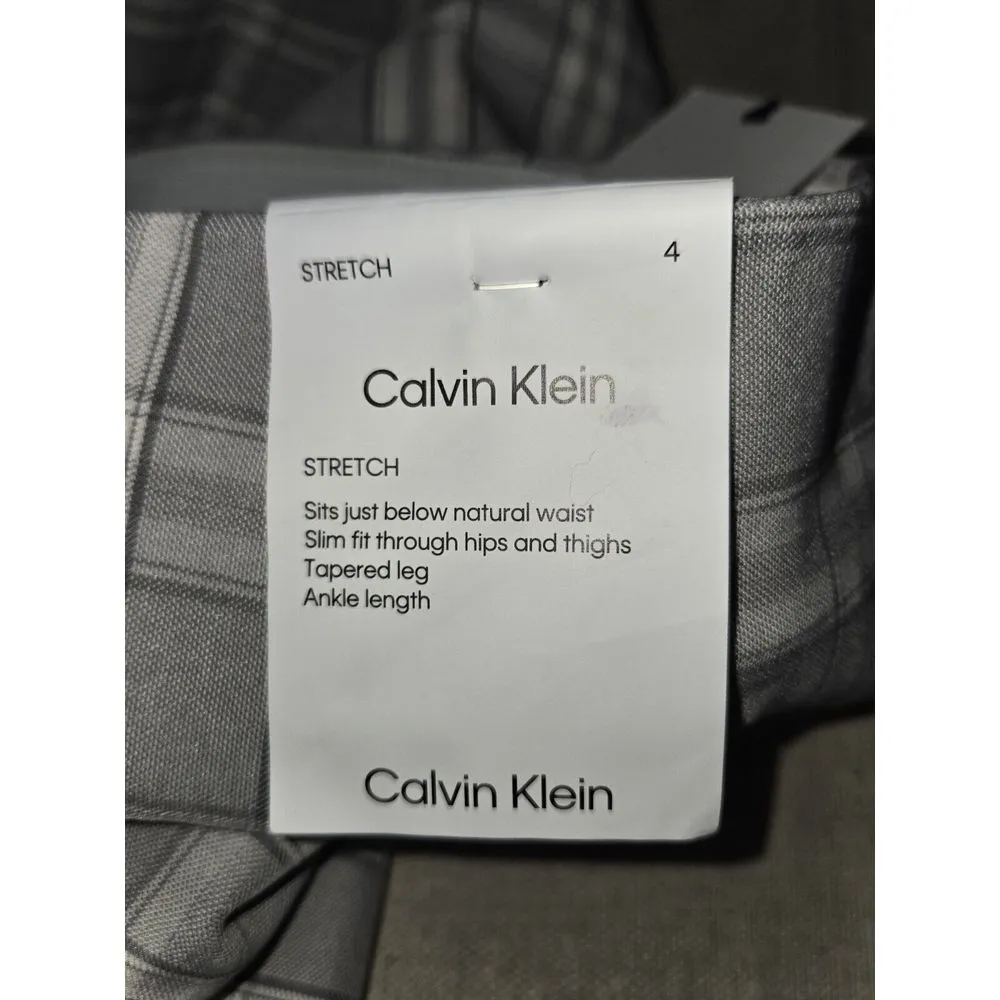 STRETCH 4
Calvin Klein
STRETCH
Sits just below natural waist
Slim fit through hips and thighs
Tapered leg
Ankle length
Calvin Klein